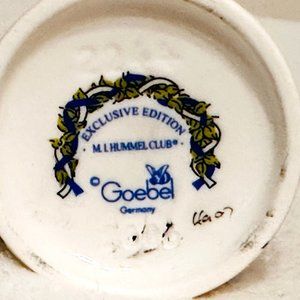 EXCLUSIVE EDITION
M.I. HUMMEL CLUB®
© Goebel
Germany